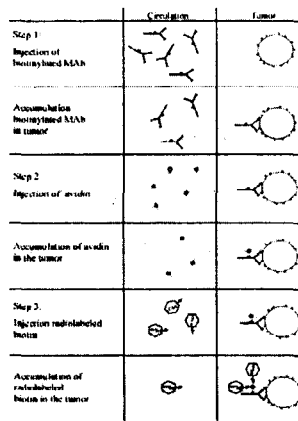 Circulation
Tumor
Step 1
Injection of
biotinylated MAb
Accumulation
biotinylated MAb
in tumor
Step 2
Injection of avidin
Accumulation of avidin
in the tumor
Step 3.
Injection radiolabeled
biotin
Accumulation of
radiolabeled
biotin in the tumor